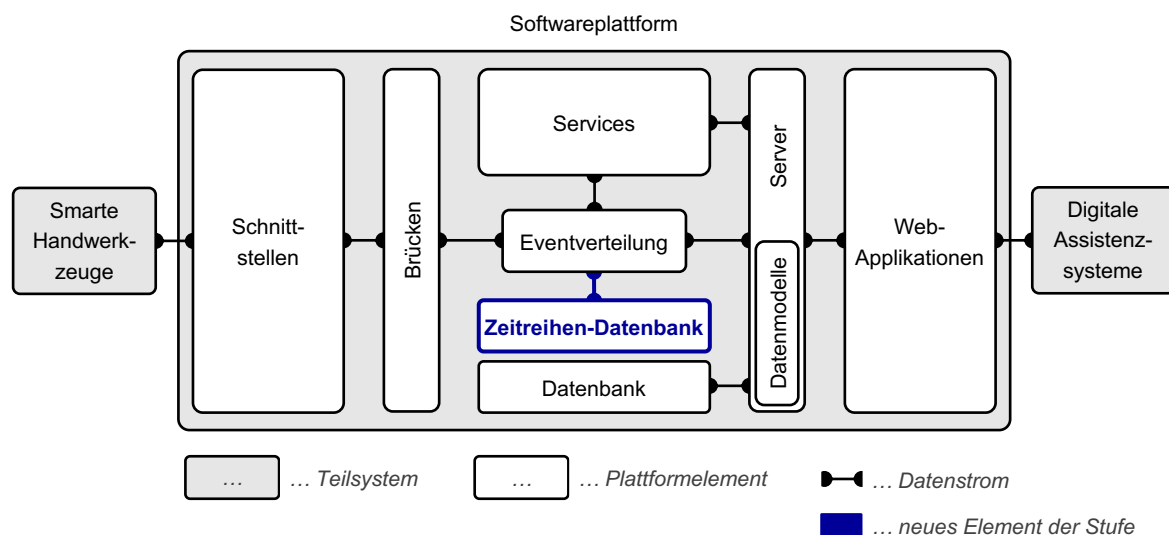 Softwareplattform
Smarte
Handwerk-
zeuge
Schnitt-
stellen
Brücken
Services
Eventverteilung
Zeitreihen-Datenbank
Datenbank
Server
Datenmodelle
Web-
Applikationen
Digitale
Assistenz-
systeme
… … Teilsystem
… … Plattformelement
… Datenstrom
… neues Element der Stufe